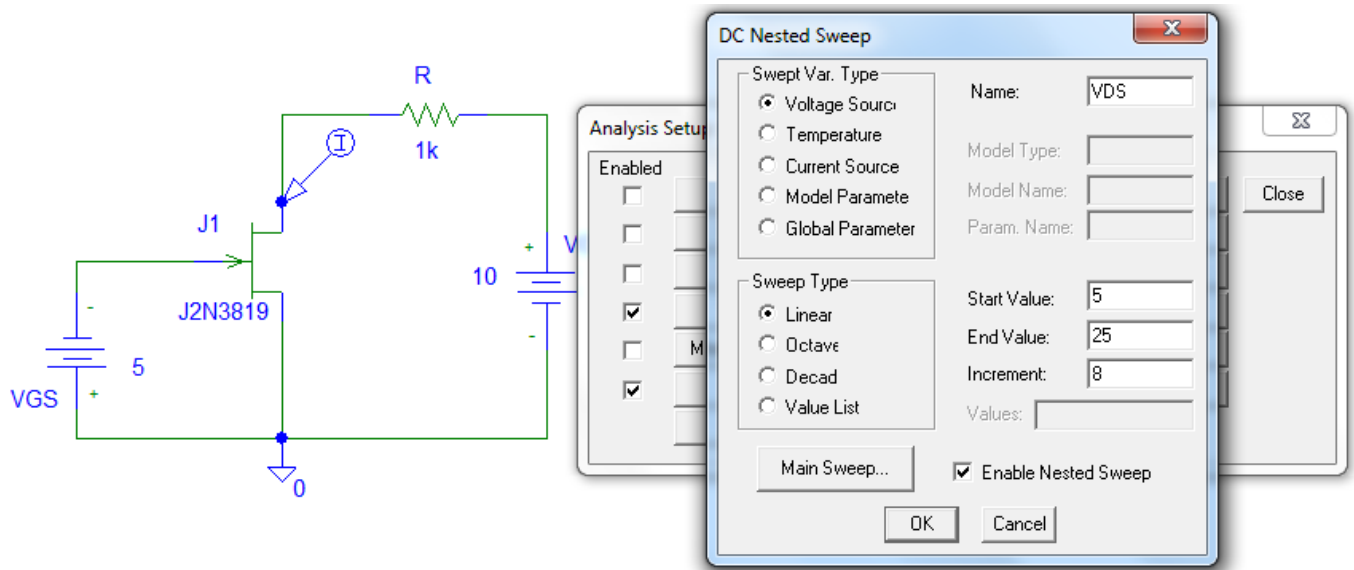 R
1k
I
J1
J2N3819
5
VGS
-
+
+
V
10
-
0
Analysis Setup
Enabled
M
Close
DC Nested Sweep
Swept Var. Type
Voltage Sourc
Temperature
Current Source
Model Paramete
Global Parameter
Name: VDS
Model Type:
Model Name:
Param. Name:
Sweep Type
Linear
Octave
Decad
Value List
Start Value: 5
End Value: 25
Increment: 8
Values:
Main Sweep...
Enable Nested Sweep
OK
Cancel